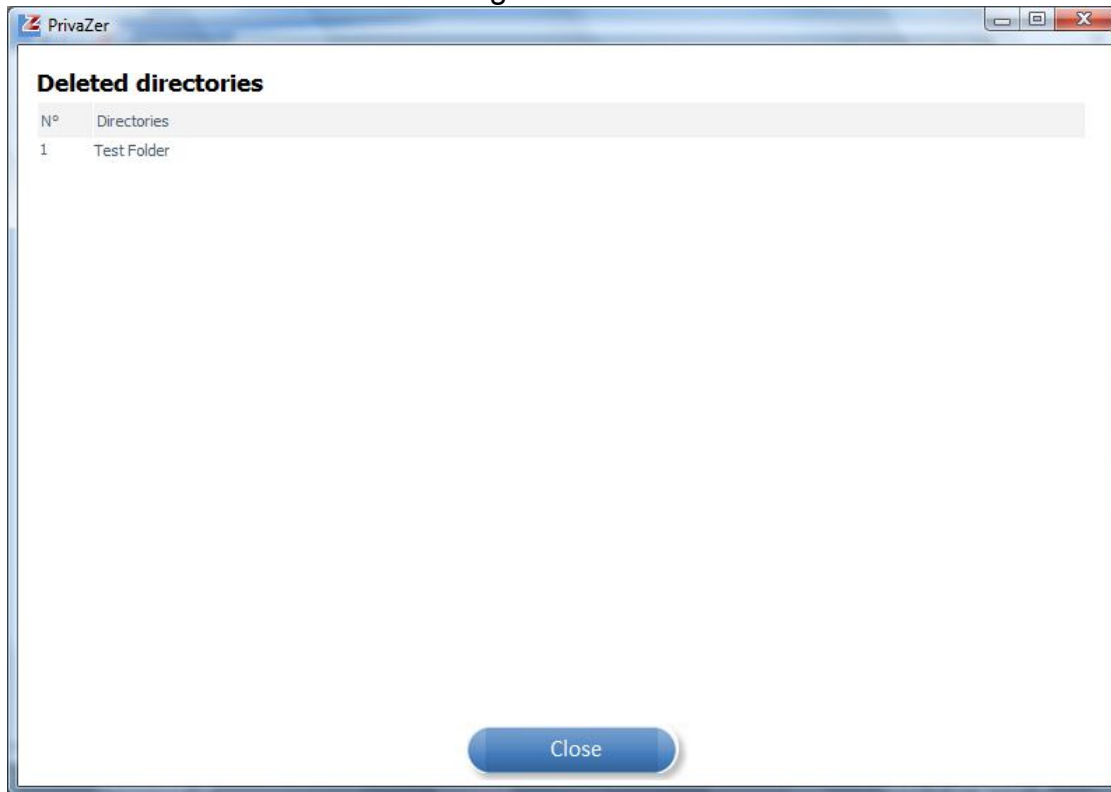 PrivaZer
Deleted directories
N° Directories
1 Test Folder
Close